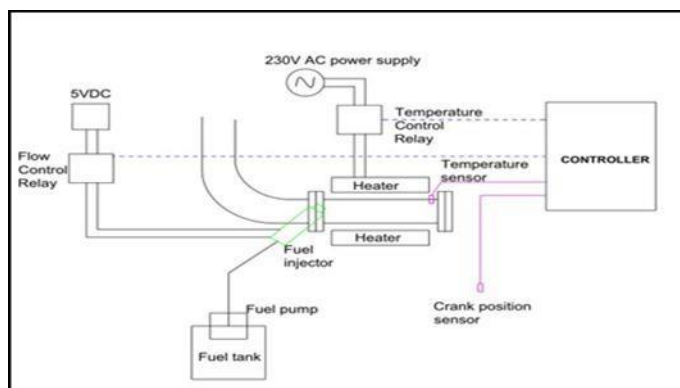 230V AC power supply
5VDC
Temperature
Control
Relay
Flow
Control
Relay
CONTROLLER
Temperature
sensor
Heater
Heater
Fuel
injector
Crank position
sensor
Fuel pump
Fuel tank